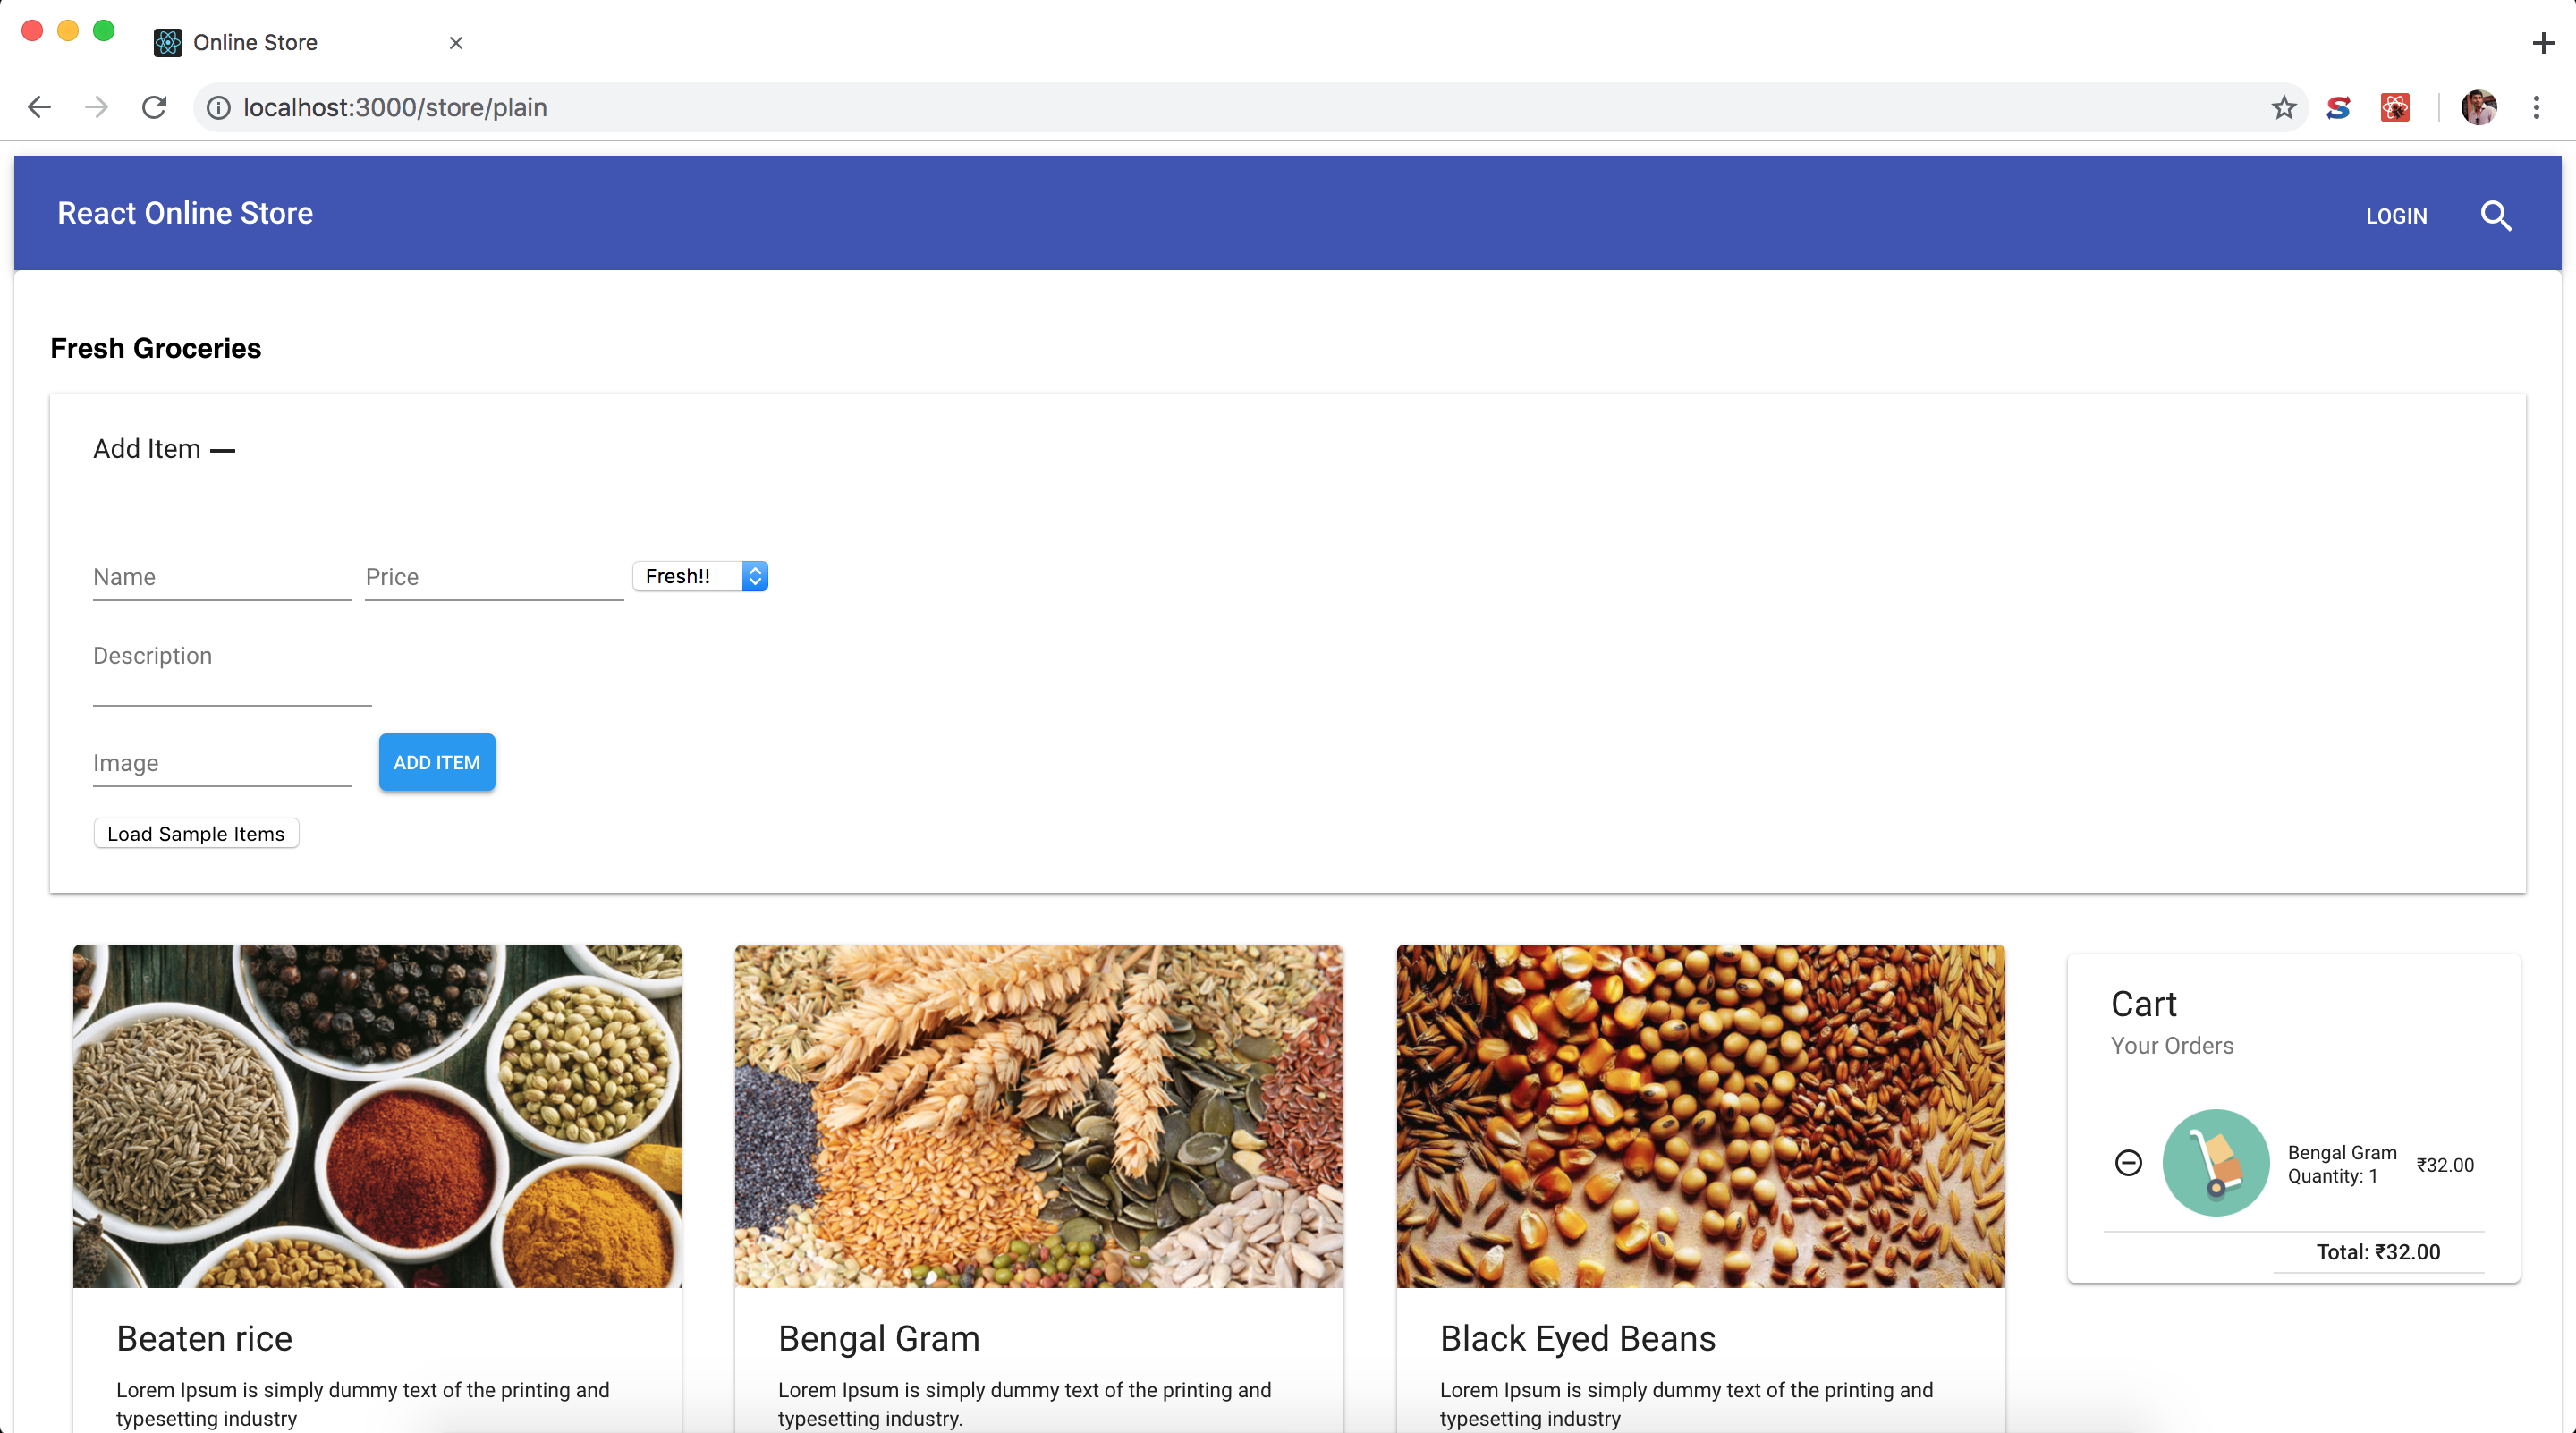 Online Store
localhost:3000/store/plain
React Online Store
LOGIN
Fresh Groceries
Add Item
Name
Price
Fresh!!
Description
Image
ADD ITEM
Load Sample Items
Beaten rice
Lorem Ipsum is simply dummy text of the printing and
typesetting industry
Bengal Gram
Lorem Ipsum is simply dummy text of the printing and
typesetting industry.
Black Eyed Beans
Lorem Ipsum is simply dummy text of the printing and
typesetting industry
Cart
Your Orders
Bengal Gram
Quantity: 1
₹32.00
Total: ₹32.00